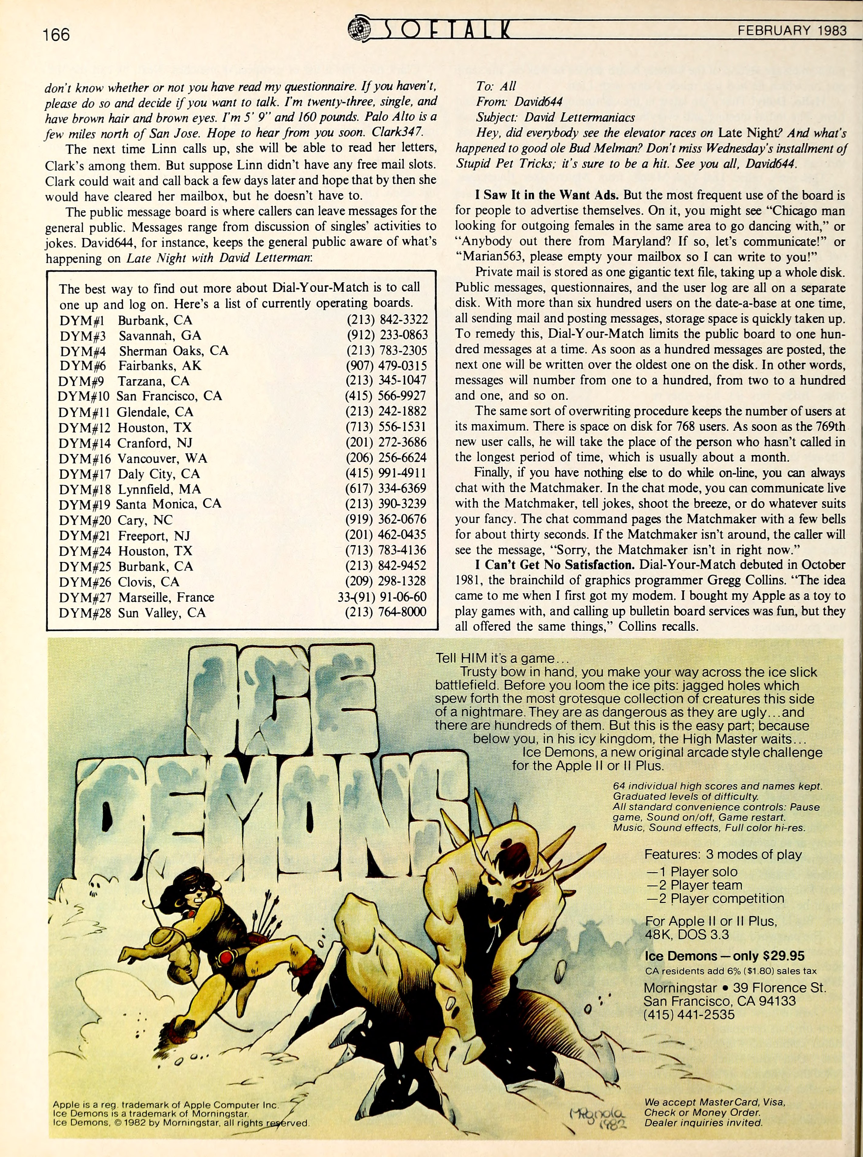 166
SOFTALK
FEBRUARY 1983
don't know whether or not you have read my questionnaire. If you haven't,
please do so and decide if you want to talk. I'm twenty-three, single, and
have brown hair and brown eyes. I'm 5' 9" and 160 pounds. Palo Alto is a
few miles north of San Jose. Hope to hear from you soon. Clark347.
The next time Linn calls up, she will be able to read her letters,
Clark's among them. But suppose Linn didn't have any free mail slots.
Clark could wait and call back a few days later and hope that by then she
would have cleared her mailbox, but he doesn't have to.
The public message board is where callers can leave messages for the
general public. Messages range from discussion of singles' activities to
jokes. David644, for instance, keeps the general public aware of what's
happening on Late Night with David Letterman:
The best way to find out more about Dial-Your-Match is to call
one up and log on. Here's a list of currently operating boards.
DYM#1 Burbank, CA (213) 842-3322
DYM#3 Savannah, GA (912) 233-0863
DYM#4 Sherman Oaks, CA (213) 783-2305
DYM#6 Fairbanks, AK (907) 479-0315
DYM#9 Tarzana, CA (213) 345-1047
DYM#10 San Francisco, CA (415) 566-9927
DYM#11 Glendale, CA (213) 242-1882
DYM#12 Houston, TX (713) 556-1531
DYM#14 Cranford, NJ (201) 272-3686
DYM#16 Vancouver, WA (206) 256-6624
DYM#17 Daly City, CA (415) 991-4911
DYM#18 Lynnfield, MA (617) 334-6369
DYM#19 Santa Monica, CA (213) 390-3239
DYM#20 Cary, NC (919) 362-0676
DYM#21 Freeport, NJ (201) 462-0435
DYM#24 Houston, TX (713) 783-4136
DYM#25 Burbank, CA (213) 842-9452
DYM#26 Clovis, CA (209) 298-1328
DYM#27 Marseille, France 33-(91) 91-06-60
DYM#28 Sun Valley, CA (213) 764-8000
To: All
From: David644
Subject: David Lettermaniacs
Hey, did everybody see the elevator races on Late Night? And what's
happened to good ole Bud Melman? Don't miss Wednesday's installment of
Stupid Pet Tricks; it's sure to be a hit. See you all, David644.
I Saw It in the Want Ads. But the most frequent use of the board is
for people to advertise themselves. On it, you might see "Chicago man
looking for outgoing females in the same area to go dancing with," or
"Anybody out there from Maryland? If so, let's communicate!" or
"Marian563, please empty your mailbox so I can write to you!"
Private mail is stored as one gigantic text file, taking up a whole disk.
Public messages, questionnaires, and the user log are all on a separate
disk. With more than six hundred users on the date-a-base at one time,
all sending mail and posting messages, storage space is quickly taken up.
To remedy this, Dial-Your-Match limits the public board to one hun-
dred messages at a time. As soon as a hundred messages are posted, the
next one will be written over the oldest one on the disk. In other words,
messages will number from one to a hundred, from two to a hundred
and one, and so on.
The same sort of overwriting procedure keeps the number of users at
its maximum. There is space on disk for 768 users. As soon as the 769th
new user calls, he will take the place of the person who hasn't called in
the longest period of time, which is usually about a month.
Finally, if you have nothing else to do while on-line, you can always
chat with the Matchmaker. In the chat mode, you can communicate live
with the Matchmaker, tell jokes, shoot the breeze, or do whatever suits
your fancy. The chat command pages the Matchmaker with a few bells
for about thirty seconds. If the Matchmaker isn't around, the caller will
see the message, "Sorry, the Matchmaker isn't in right now."
I Can't Get No Satisfaction. Dial-Your-Match debuted in October
1981, the brainchild of graphics programmer Gregg Collins. "The idea
came to me when I first got my modem. I bought my Apple as a toy to
play games with, and calling up bulletin board services was fun, but they
all offered the same things," Collins recalls.
ICE
DEMONS
Tell HIM it's a game...
Trusty bow in hand, you make your way across the ice slick
battlefield. Before you loom the ice pits: jagged holes which
spew forth the most grotesque collection of creatures this side
of a nightmare. They are as dangerous as they are ugly...and
there are hundreds of them. But this is the easy part; because
below you, in his icy kingdom, the High Master waits...
Ice Demons, a new original arcade style challenge
for the Apple II or II Plus.
64 individual high scores and names kept.
Graduated levels of difficulty.
All standard convenience controls: Pause
game, Sound on/off, Game restart.
Music, Sound effects, Full color hi-res.
Features: 3 modes of play
—1 Player solo
—2 Player team
—2 Player competition
For Apple II or II Plus,
48K, DOS 3.3
Ice Demons — only $29.95
CA residents add 6% ($1.80) sales tax
Morningstar • 39 Florence St.
San Francisco, CA 94133
(415) 441-2535
We accept MasterCard, Visa,
Check or Money Order.
Dealer inquiries invited.
Apple is a reg. trademark of Apple Computer Inc.
Ice Demons is a trademark of Morningstar.
Ice Demons, © 1982 by Morningstar, all rights reserved.
Mignola
1982